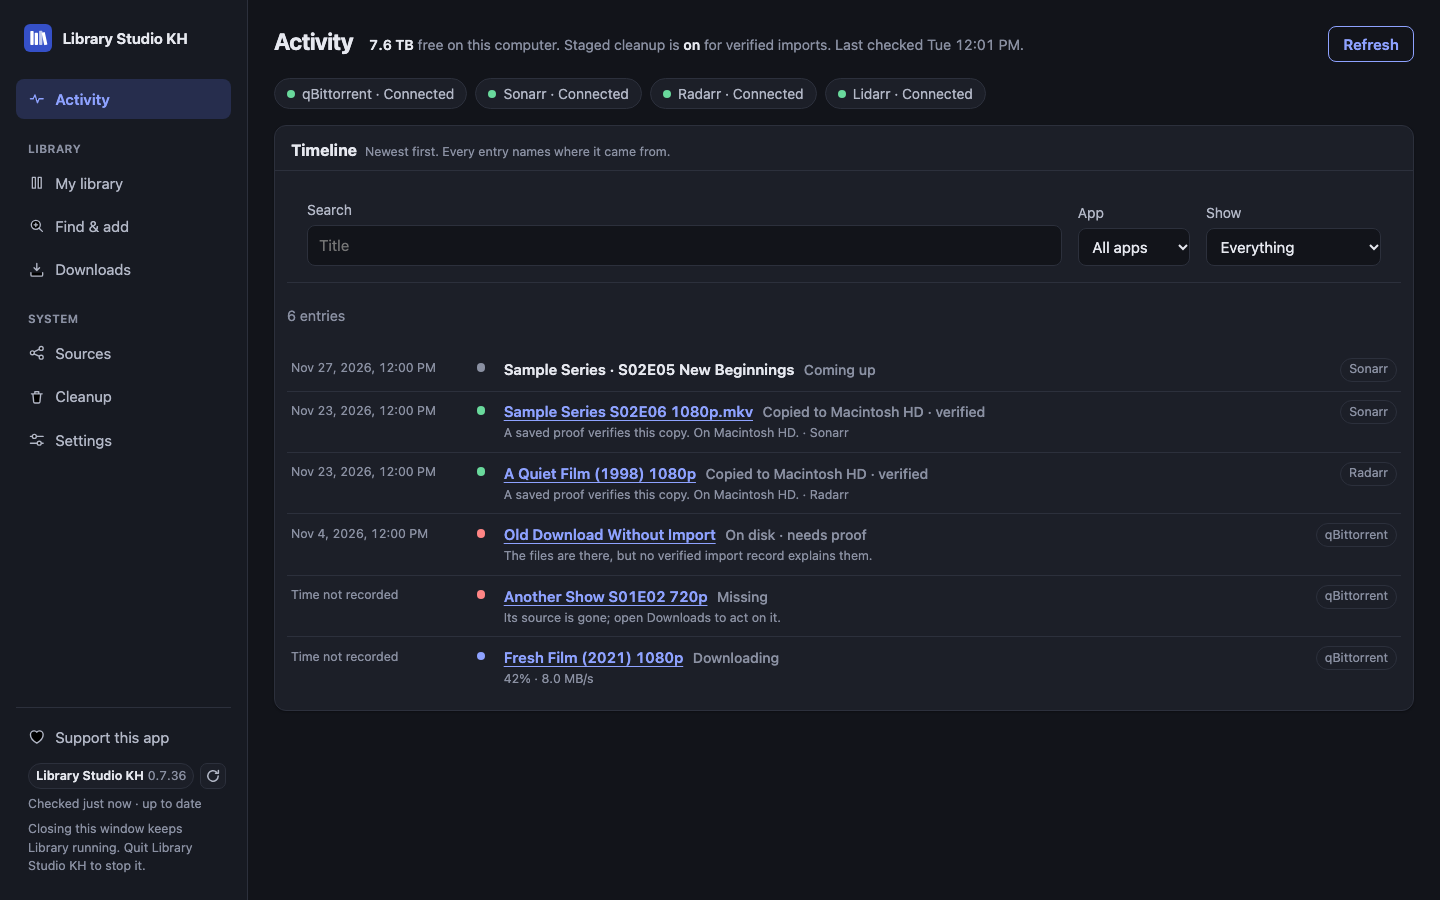 Library Studio KH
Activity
LIBRARY
My library
Find & add
Downloads
SYSTEM
Sources
Cleanup
Settings
Support this app
Library Studio KH 0.7.36
Checked just now · up to date
Closing this window keeps
Library running. Quit Library
Studio KH to stop it.
Activity 7.6 TB free on this computer. Staged cleanup is on for verified imports. Last checked Tue 12:01 PM.
Refresh
qBittorrent · Connected
Sonarr · Connected
Radarr · Connected
Lidarr · Connected
Timeline Newest first. Every entry names where it came from.
Search
Title
App
All apps
Show
Everything
6 entries
Nov 27, 2026, 12:00 PM Sample Series · S02E05 New Beginnings Coming up Sonarr
Nov 23, 2026, 12:00 PM Sample Series S02E06 1080p.mkv Copied to Macintosh HD · verified Sonarr
A saved proof verifies this copy. On Macintosh HD. · Sonarr
Nov 23, 2026, 12:00 PM A Quiet Film (1998) 1080p Copied to Macintosh HD · verified Radarr
A saved proof verifies this copy. On Macintosh HD. · Radarr
Nov 4, 2026, 12:00 PM Old Download Without Import On disk · needs proof qBittorrent
The files are there, but no verified import record explains them.
Time not recorded Another Show S01E02 720p Missing qBittorrent
Its source is gone; open Downloads to act on it.
Time not recorded Fresh Film (2021) 1080p Downloading qBittorrent
42% · 8.0 MB/s